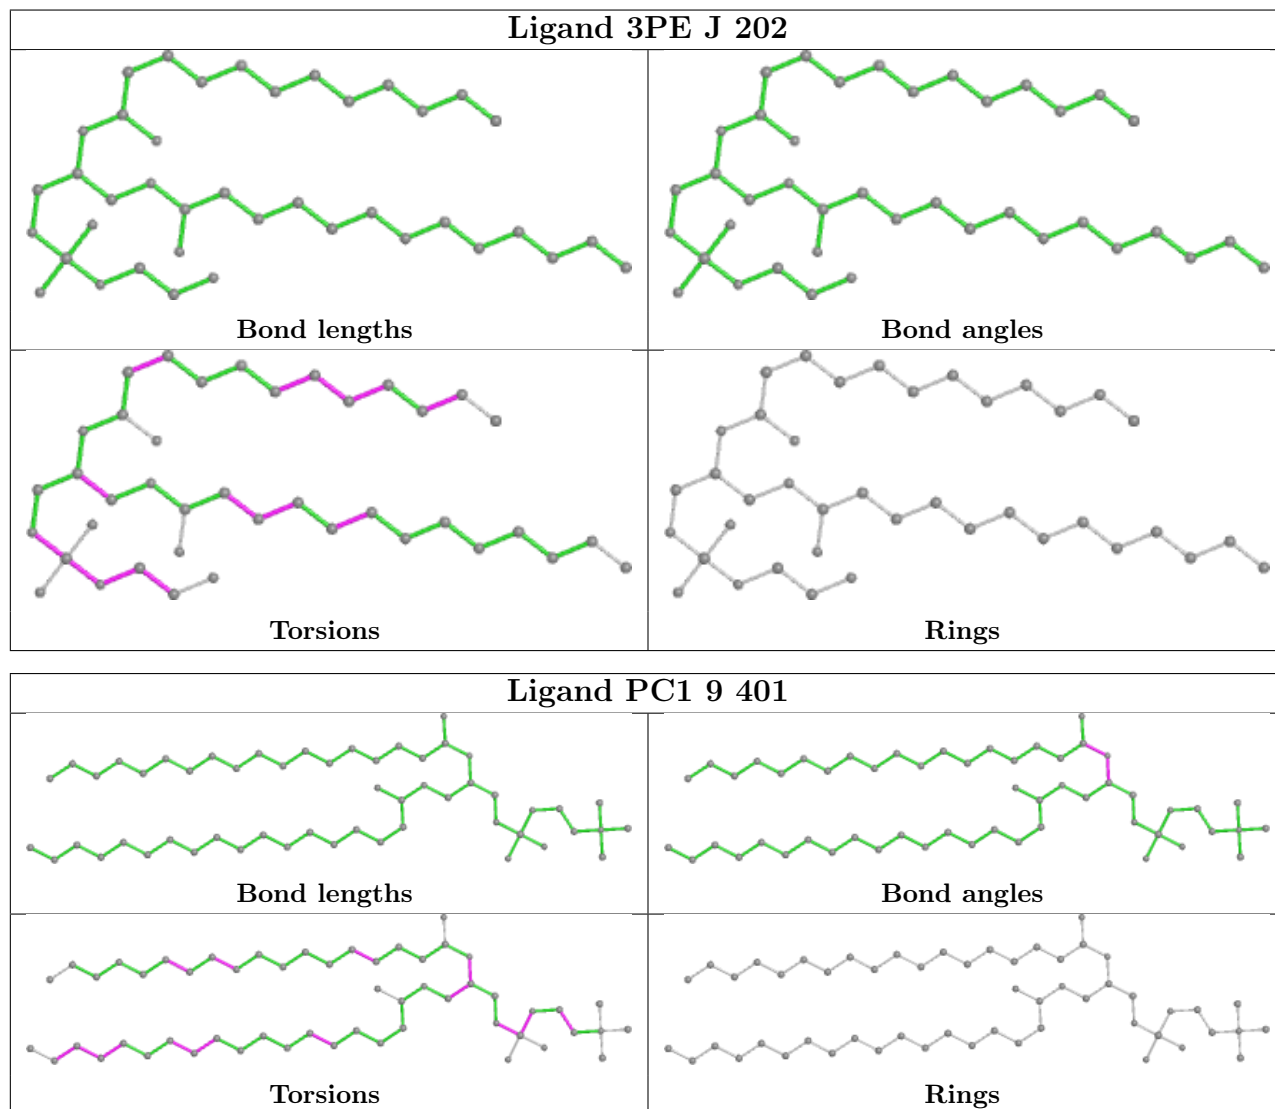 Ligand 3PE J 202
Bond lengths
Bond angles
Torsions
Rings
Ligand PC1 9 401
Bond lengths
Bond angles
Torsions
Rings